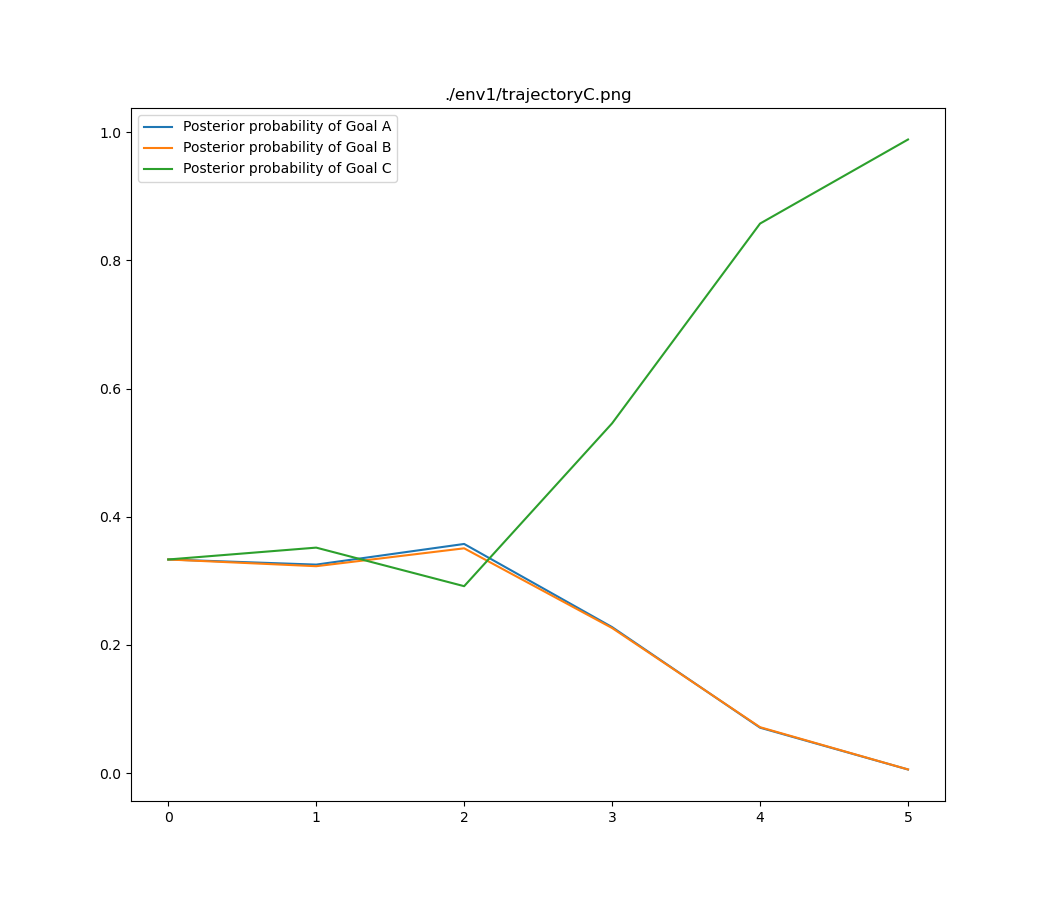 ./env1/trajectoryC.png
Posterior probability of Goal A
Posterior probability of Goal B
Posterior probability of Goal C
1.0
0.8
0.6
0.4
0.2
0.0
0 1 2 3 4 5